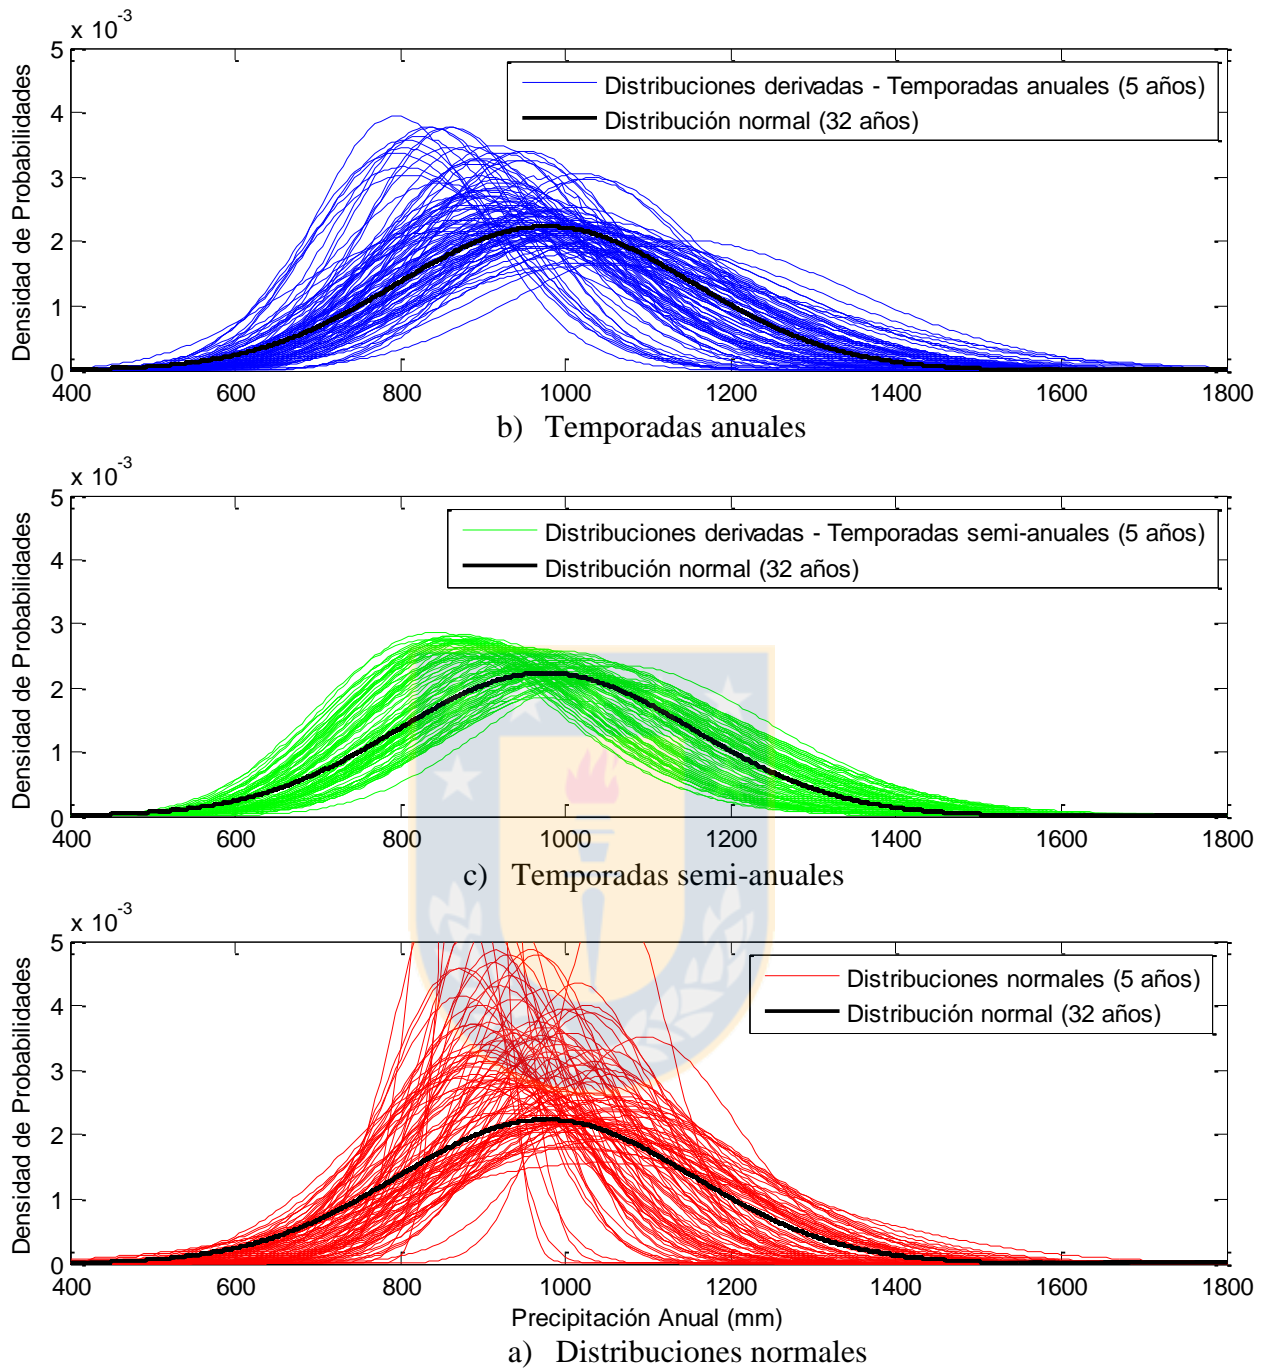 x 10-3
5
4
3
2
1
0
Densidad de Probabilidades
Distribuciones derivadas - Temporadas anuales (5 años)
Distribución normal (32 años)
400 600 800 1000 1200 1400 1600 1800
b) Temporadas anuales
x 10-3
5
4
3
2
1
0
Densidad de Probabilidades
Distribuciones derivadas - Temporadas semi-anuales (5 años)
Distribución normal (32 años)
400 600 800 1000 1200 1400 1600 1800
c) Temporadas semi-anuales
x 10-3
5
4
3
2
1
0
Densidad de Probabilidades
Distribuciones normales (5 años)
Distribución normal (32 años)
400 600 800 1000 1200 1400 1600 1800
Precipitación Anual (mm)
a) Distribuciones normales